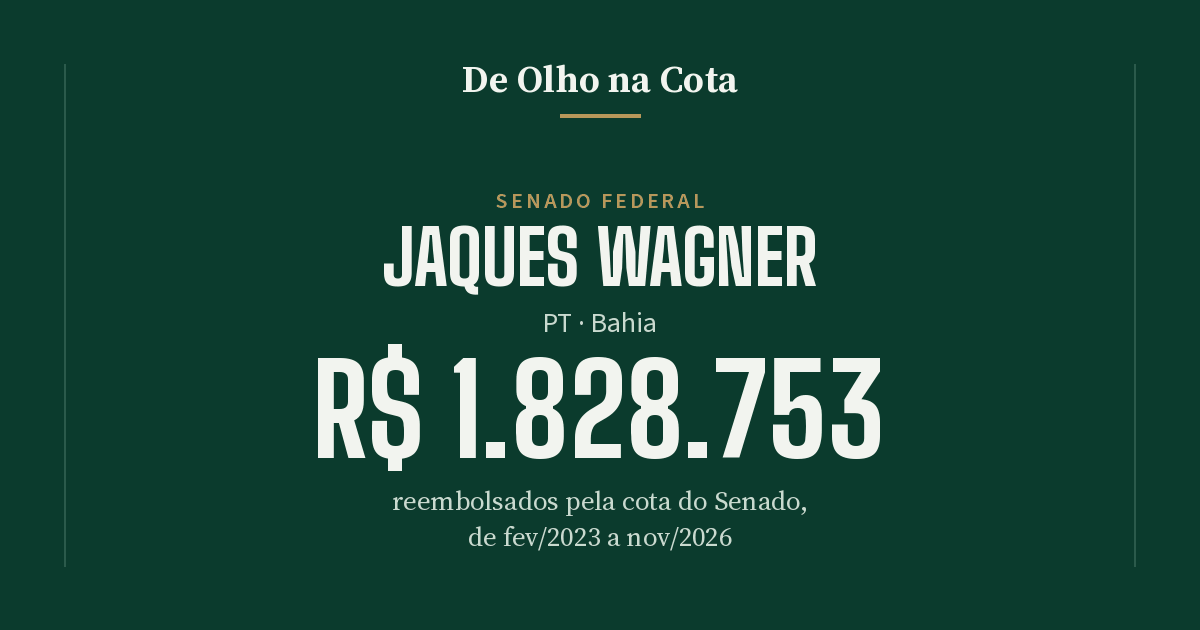 De Olho na Cota
SENADO FEDERAL
JAQUES WAGNER
PT · Bahia
R$ 1.828.753
reembolsados pela cota do Senado,
de fev/2023 a nov/2026